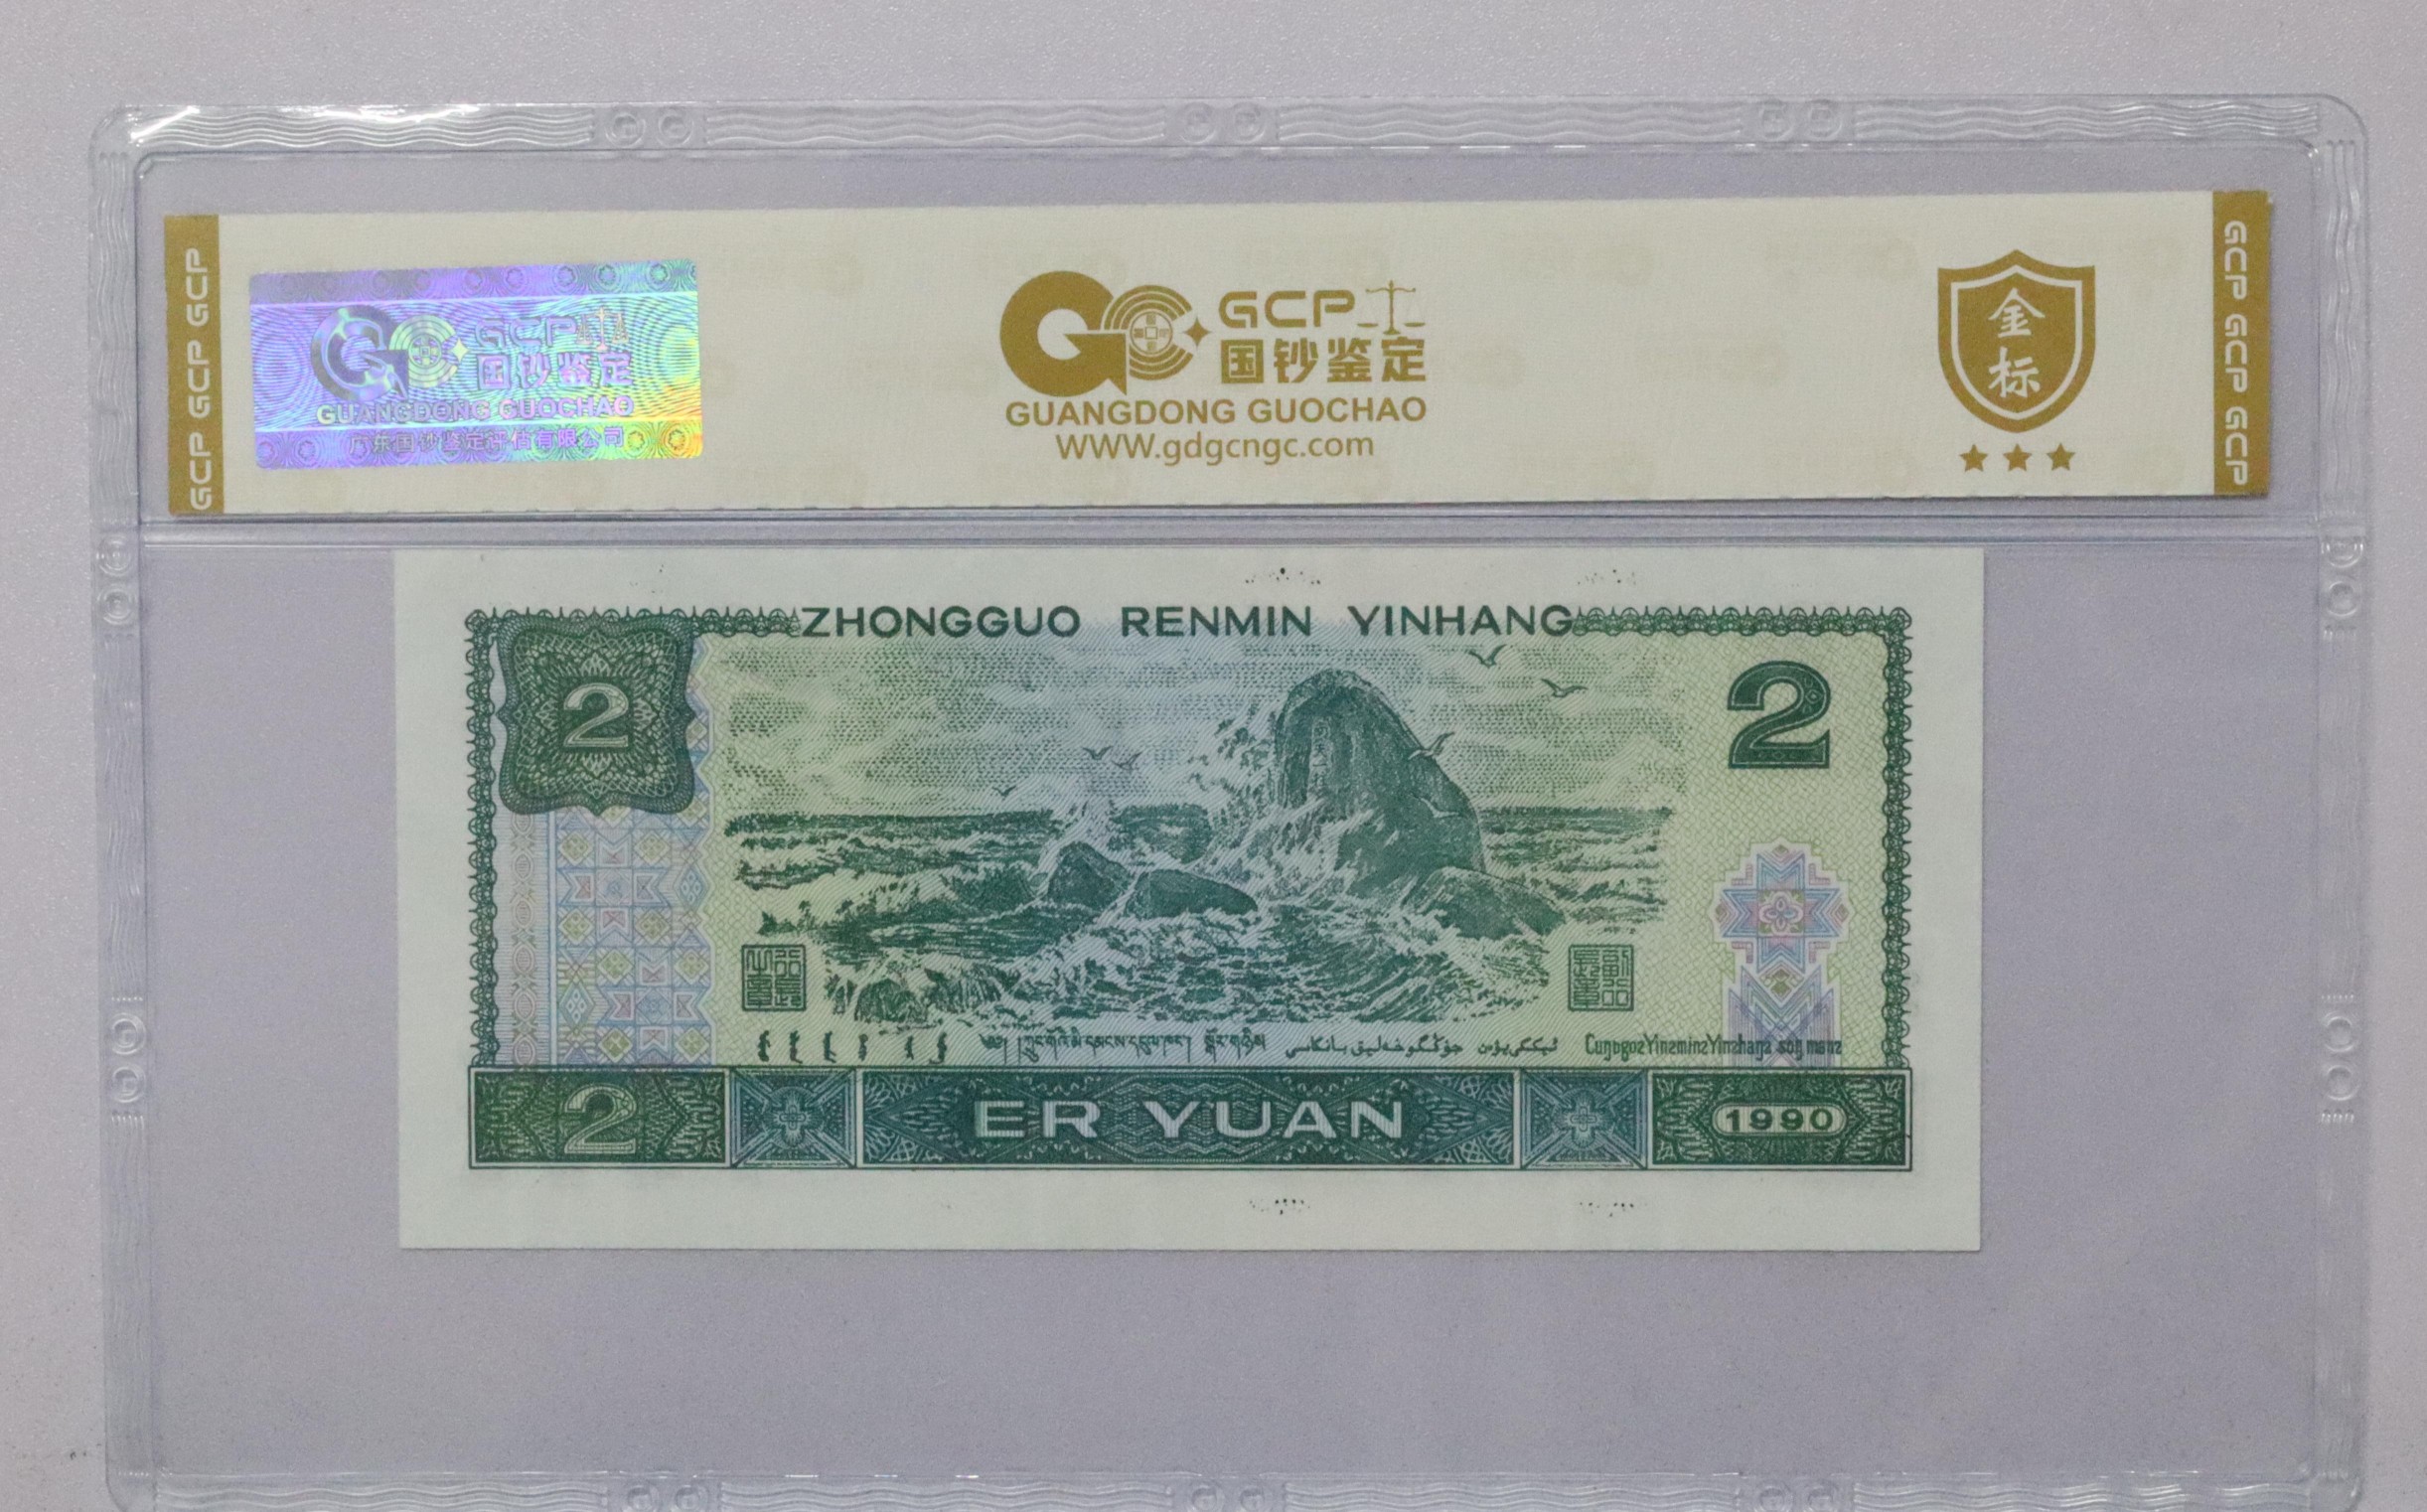 GCP GCP GCP
GCP
国钞鉴定
GUANGDONG GUOCHAO
广东国钞鉴定评估有限公司
GCP
国钞鉴定
GUANGDONG GUOCHAO
WWW.gdgcngc.com
金
标
GCP GCP GCP
ZHONGGUO RENMIN YINHANG
2
2
2
ER YUAN
1990